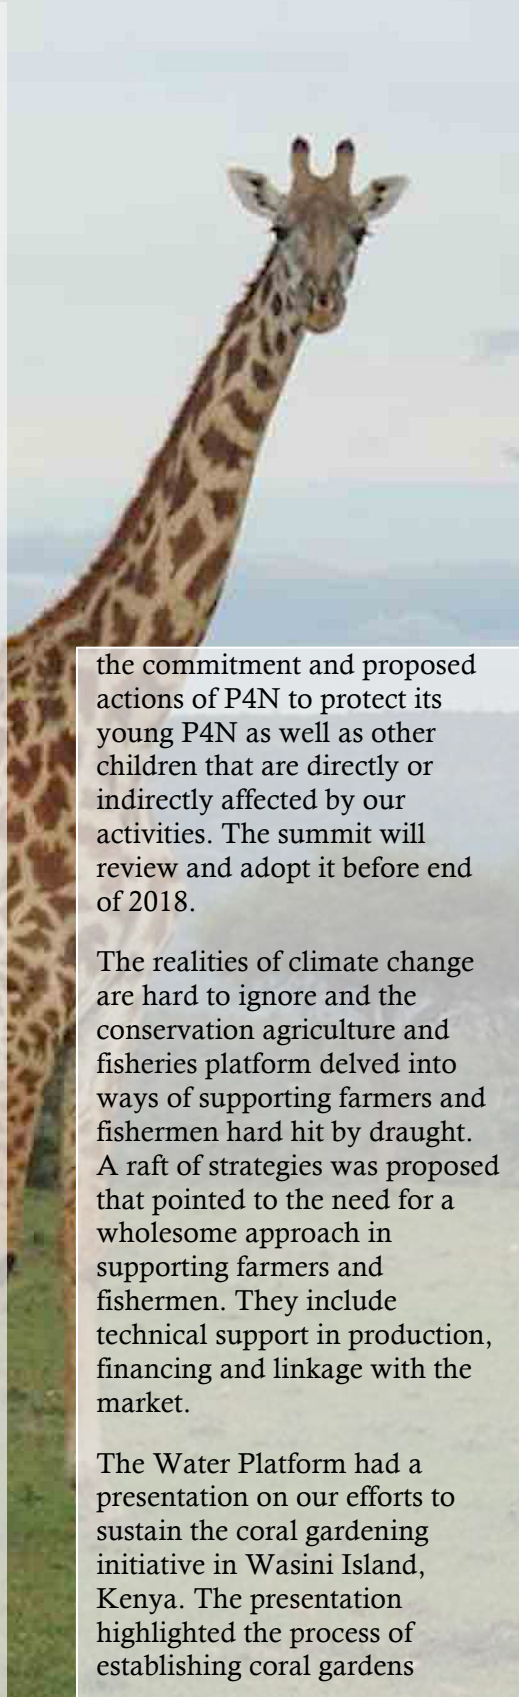 the commitment and proposed
actions of P4N to protect its
young P4N as well as other
children that are directly or
indirectly affected by our
activities. The summit will
review and adopt it before end
of 2018.
The realities of climate change
are hard to ignore and the
conservation agriculture and
fisheries platform delved into
ways of supporting farmers and
fishermen hard hit by draught.
A raft of strategies was proposed
that pointed to the need for a
wholesome approach in
supporting farmers and
fishermen. They include
technical support in production,
financing and linkage with the
market.
The Water Platform had a
presentation on our efforts to
sustain the coral gardening
initiative in Wasini Island,
Kenya. The presentation
highlighted the process of
establishing coral gardens